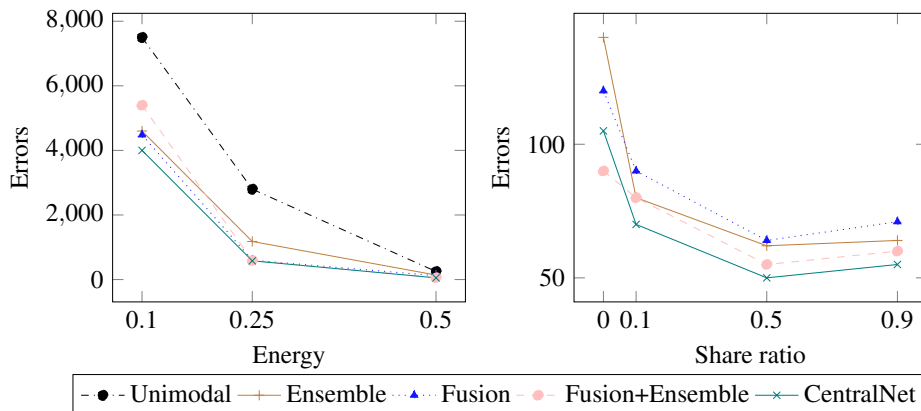 8,000
6,000
4,000
2,000
0
Errors
0.1 0.25 0.5
Energy
100
50
Errors
0 0.1 0.5 0.9
Share ratio
Unimodal Ensemble Fusion Fusion+Ensemble CentralNet